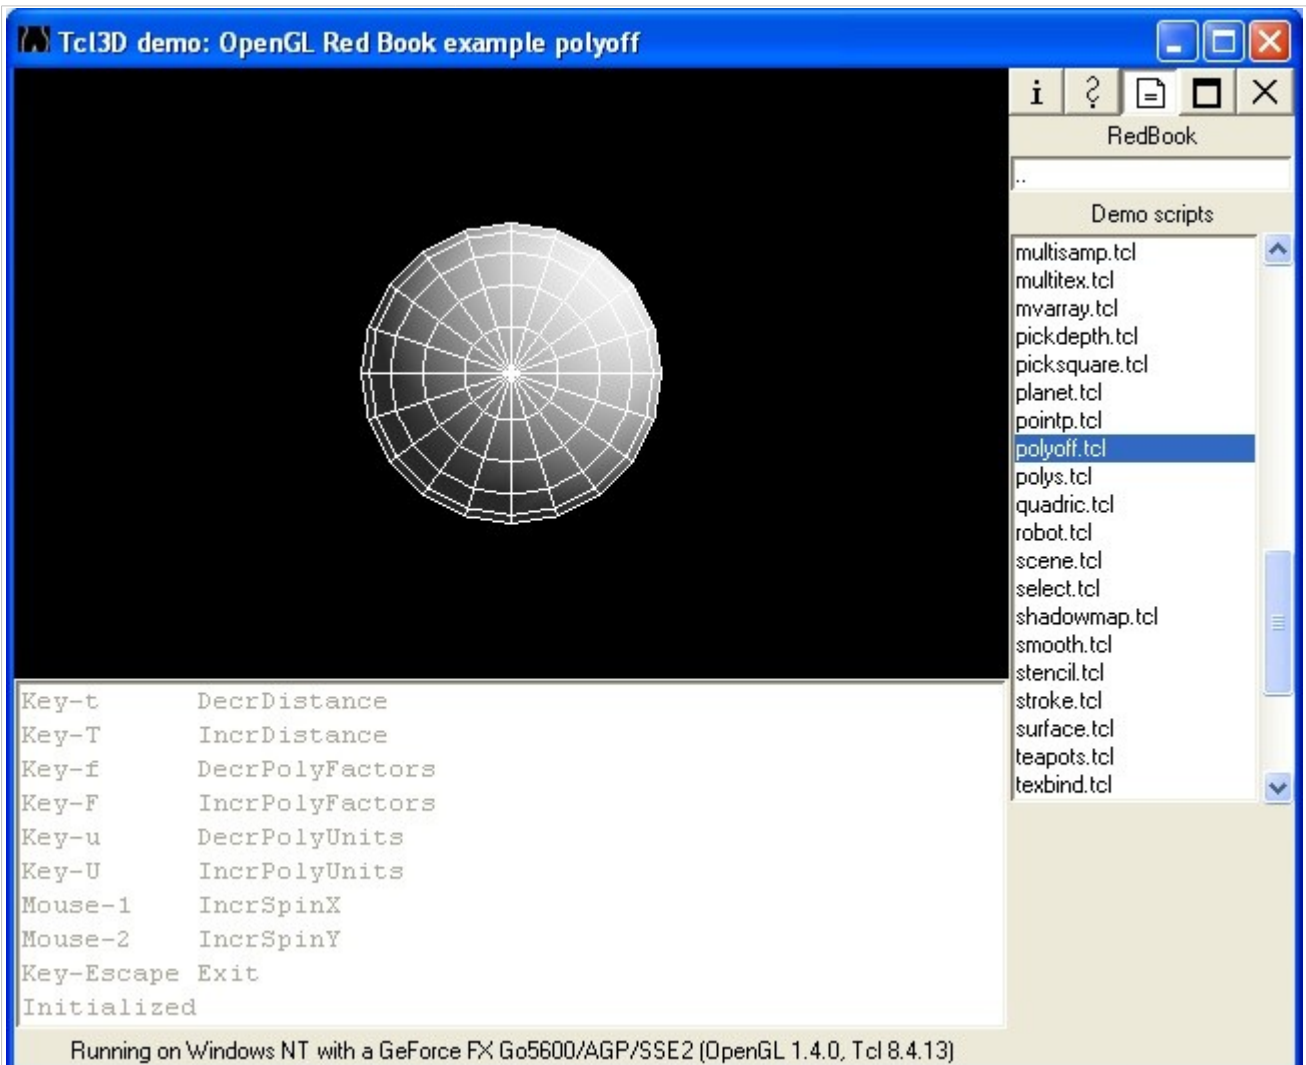 Tcl3D demo: OpenGL Red Book example polyoff
i ?
RedBook
..
Demo scripts
multisamp.tcl
multitex.tcl
mvarray.tcl
pickdepth.tcl
picksquare.tcl
planet.tcl
pointp.tcl
polyoff.tcl
polys.tcl
quadric.tcl
robot.tcl
scene.tcl
select.tcl
shadowmap.tcl
smooth.tcl
stencil.tcl
stroke.tcl
surface.tcl
teapots.tcl
texbind.tcl
Key-t DecrDistance
Key-T IncrDistance
Key-f DecrPolyFactors
Key-F IncrPolyFactors
Key-u DecrPolyUnits
Key-U IncrPolyUnits
Mouse-1 IncrSpinX
Mouse-2 IncrSpinY
Key-Escape Exit
Initialized
Running on Windows NT with a GeForce FX Go5600/AGP/SSE2 (OpenGL 1.4.0, Tcl 8.4.13)